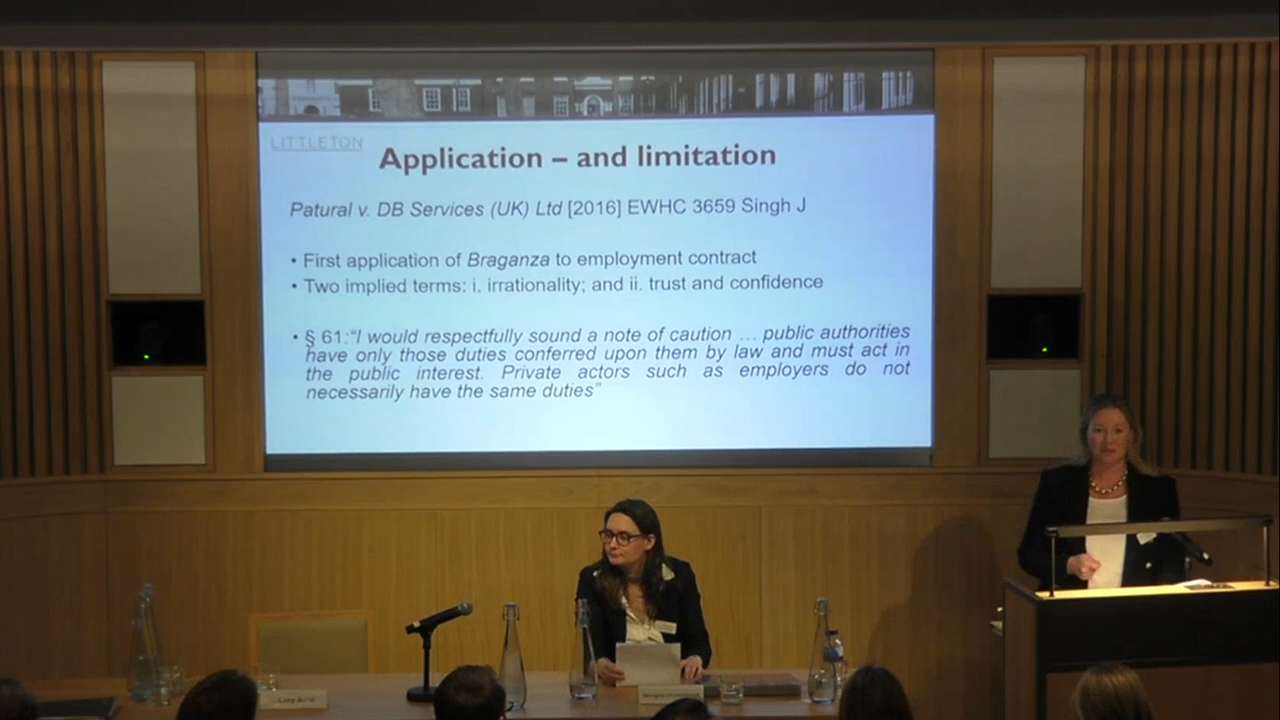 LITTLETON
Application – and limitation
Patural v. DB Services (UK) Ltd [2016] EWHC 3659 Singh J
• First application of Braganza to employment contract
• Two implied terms: i. irrationality; and ii. trust and confidence
• § 61:“I would respectfully sound a note of caution … public authorities
have only those duties conferred upon them by law and must act in
the public interest. Private actors such as employers do not
necessarily have the same duties”
Lucy